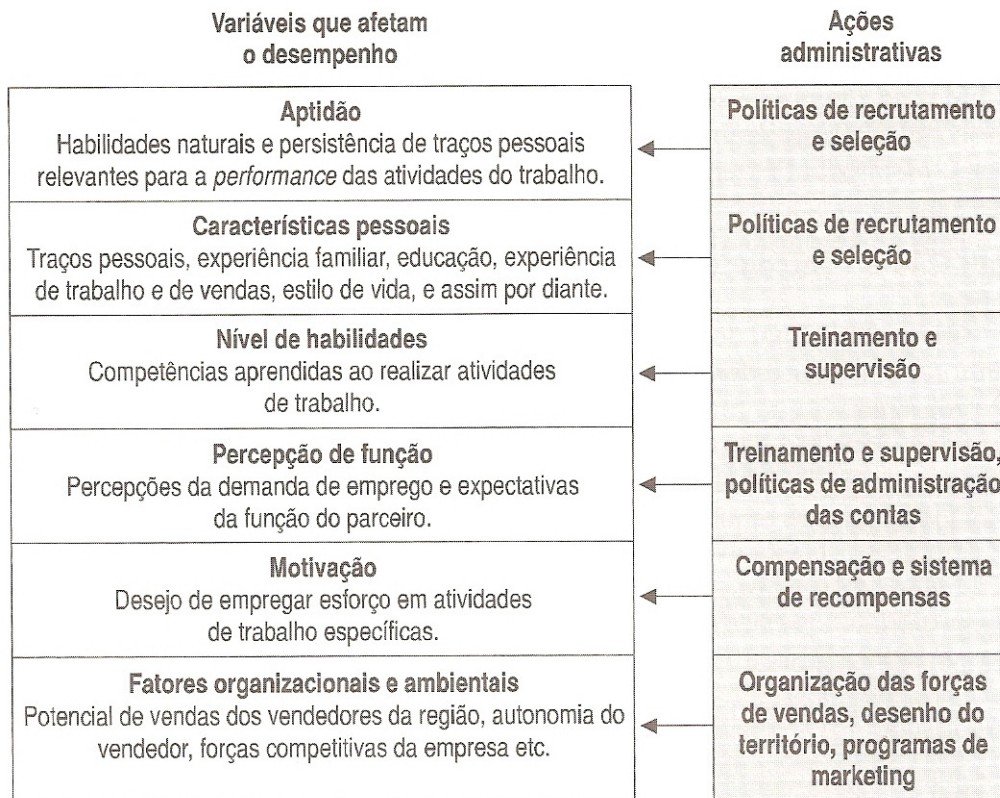 Variáveis que afetam
o desempenho
Ações
administrativas
Aptidão
Habilidades naturais e persistência de traços pessoais
relevantes para a performance das atividades do trabalho.
Políticas de recrutamento
e seleção
Características pessoais
Traços pessoais, experiência familiar, educação, experiência
de trabalho e de vendas, estilo de vida, e assim por diante.
Políticas de recrutamento
e seleção
Nível de habilidades
Competências aprendidas ao realizar atividades
de trabalho.
Treinamento e
supervisão
Percepção de função
Percepções da demanda de emprego e expectativas
da função do parceiro.
Treinamento e supervisão,
políticas de administração
das contas
Motivação
Desejo de empregar esforço em atividades
de trabalho específicas.
Compensação e sistema
de recompensas
Fatores organizacionais e ambientais
Potencial de vendas dos vendedores da região, autonomia do
vendedor, forças competitivas da empresa etc.
Organização das forças
de vendas, desenho do
território, programas de
marketing